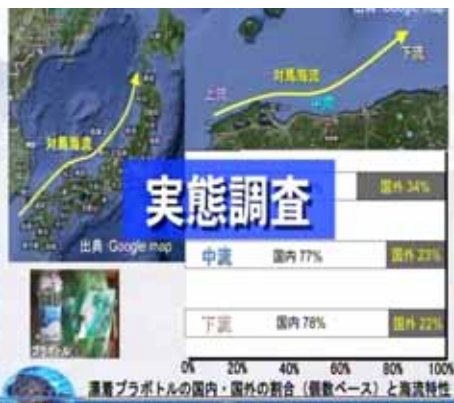 出典 Google map
対馬海流
出典 Google map
上流
対馬海流
中流
下流
実態調査
国外 34%
中流
国内 77%
国外 23%
下流
国内 78%
国外 22%
0% 20% 40% 60% 80% 100%
漂着プラボトルの国内・国外の割合（個数ベース）と海流特性